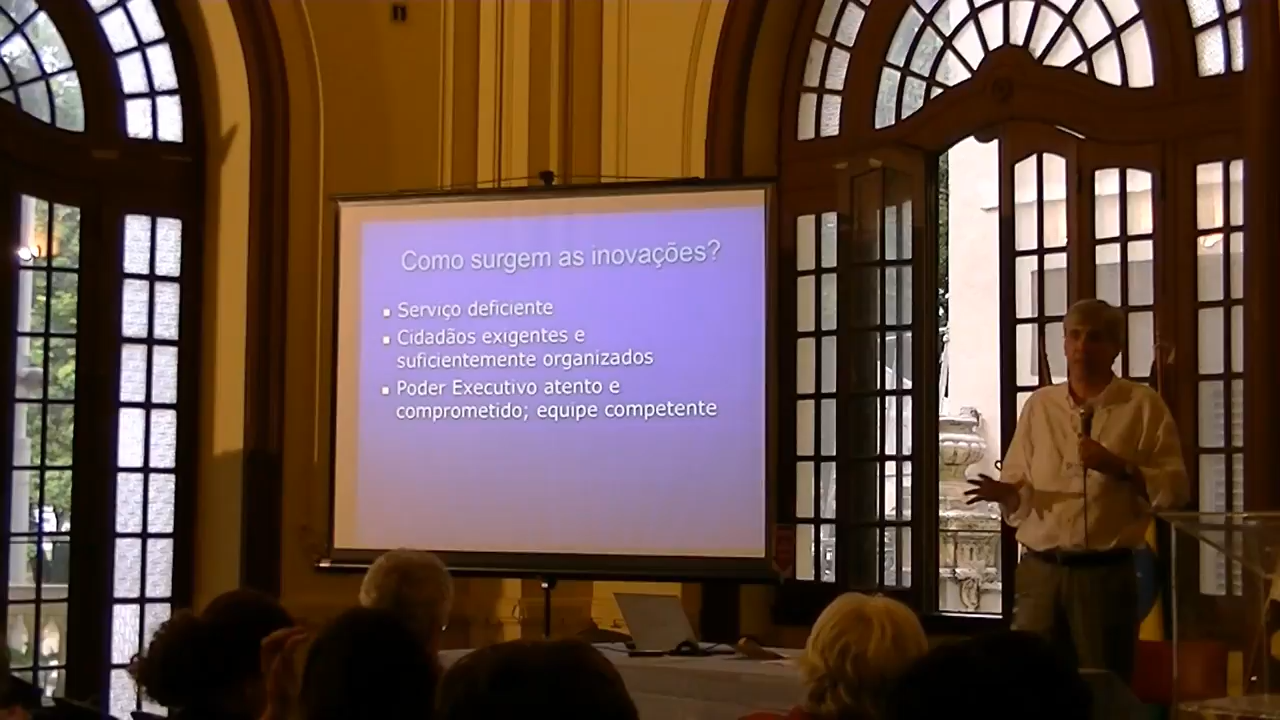 Como surgem as inovações?
Serviço deficiente
Cidadãos exigentes e
suficientemente organizados
Poder Executivo atento e
comprometido; equipe competente